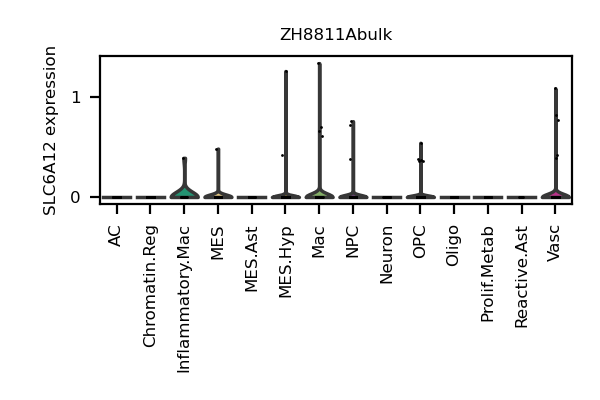 ZH8811Abulk
SLC6A12 expression
1
0
AC
Chromatin.Reg
Inflammatory.Mac
MES
MES.Ast
MES.Hyp
Mac
NPC
Neuron
OPC
Oligo
Prolif.Metab
Reactive.Ast
Vasc